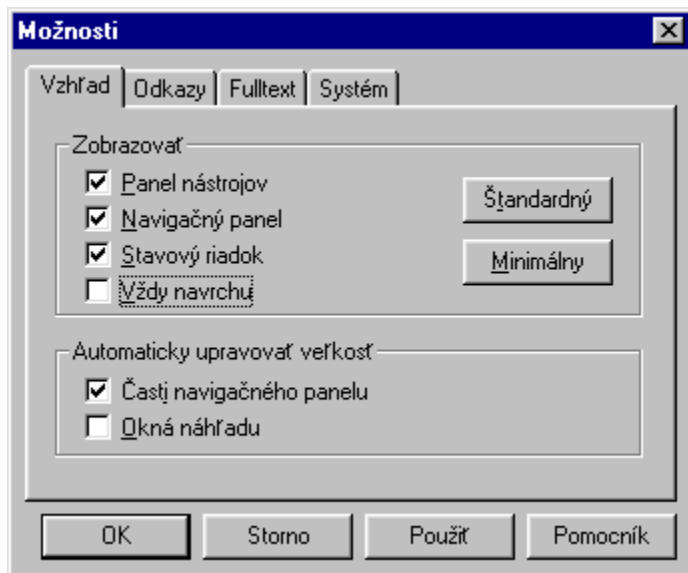 Možnosti
Vzhľad Odkazy Fulltext Systém
Zobrazovať
Panel nástrojov
Navigačný panel
Stavový riadok
Vždy navrchu
Štandardný
Minimálny
Automaticky upravovať veľkosť
Časti navigačného panelu
Okná náhľadu
OK Storno Použiť Pomocník